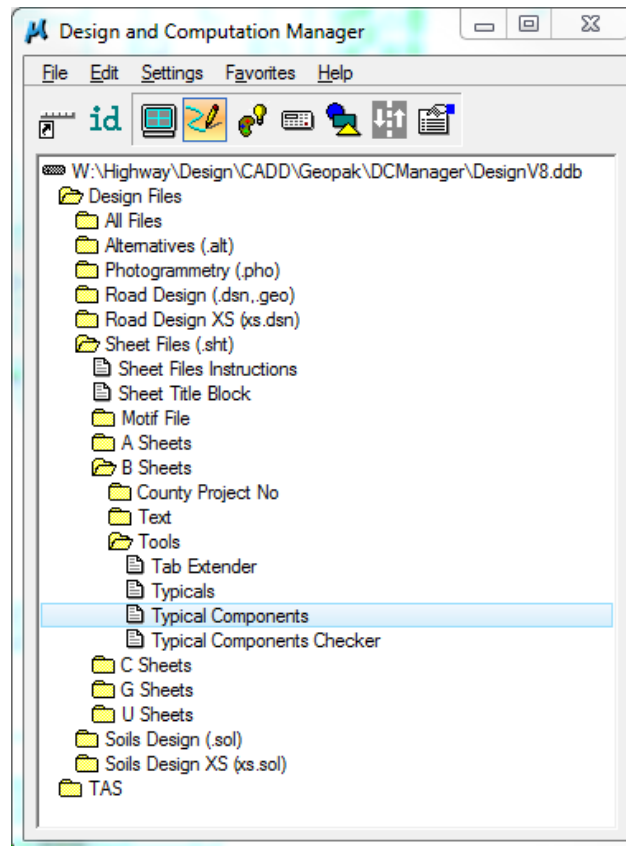 Design and Computation Manager
File Edit Settings Favorites Help
id
W:\Highway\Design\CADD\Geopak\DCManager\DesignV8.ddb
Design Files
All Files
Alternatives (.alt)
Photogrammetry (.pho)
Road Design (.dsn,.geo)
Road Design XS (xs.dsn)
Sheet Files (.sht)
Sheet Files Instructions
Sheet Title Block
Motif File
A Sheets
B Sheets
County Project No
Text
Tools
Tab Extender
Typicals
Typical Components
Typical Components Checker
C Sheets
G Sheets
U Sheets
Soils Design (.sol)
Soils Design XS (xs.sol)
TAS